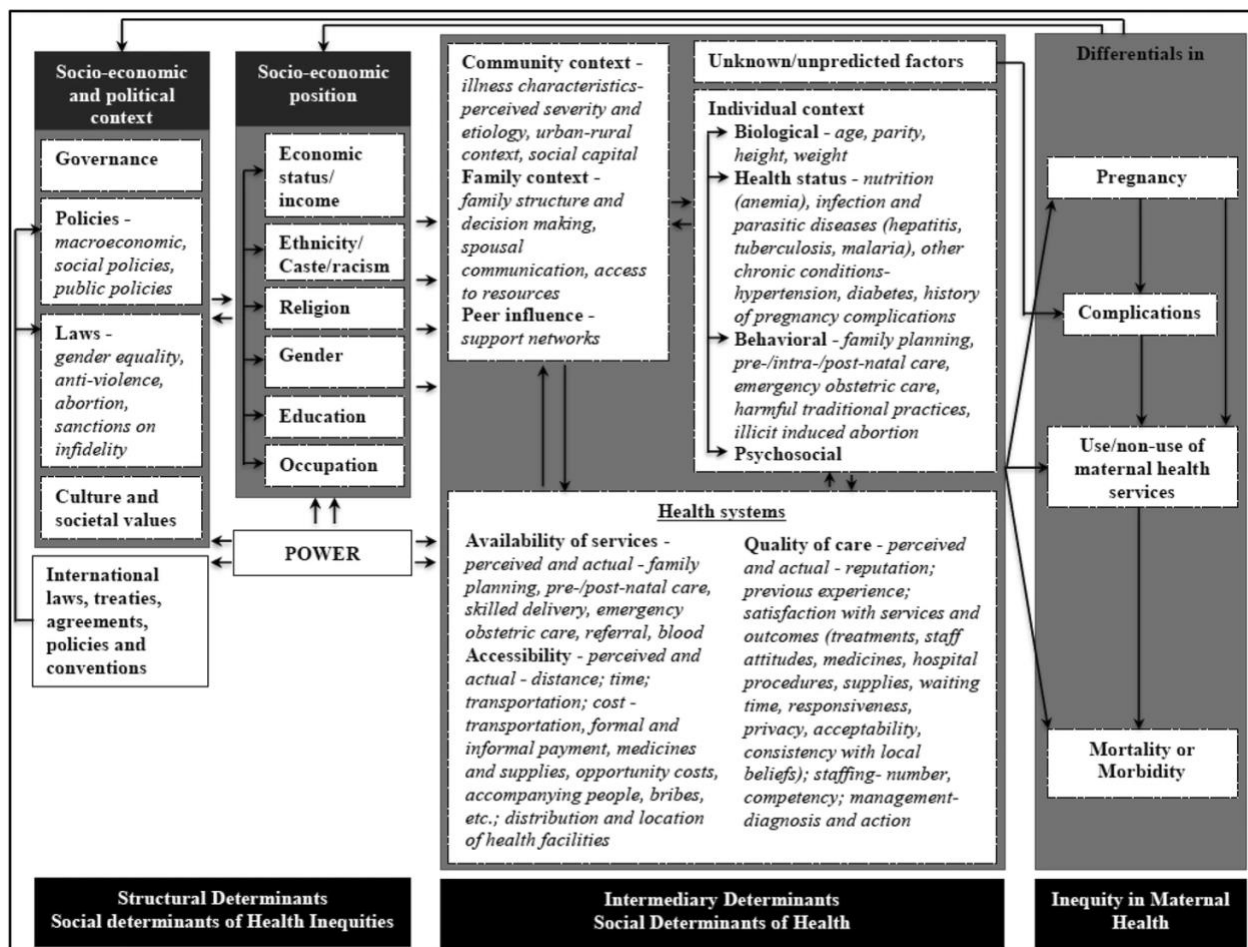 Socio-economic
and political
context
Governance
Policies -
macroeconomic,
social policies,
public policies
Laws -
gender equality,
anti-violence,
abortion,
sanctions on
infidelity
Culture and
societal values
International
laws, treaties,
agreements,
policies and
conventions
Socio-economic
position
Economic
status/
income
Ethnicity/
Caste/racism
Religion
Gender
Education
Occupation
POWER
Community context -
illness characteristics-
perceived severity and
etiology, urban-rural
context, social capital
Family context -
family structure and
decision making,
spousal
communication, access
to resources
Peer influence -
support networks
Unknown/unpredicted factors
Individual context
Biological - age, parity,
height, weight
Health status - nutrition
(anemia), infection and
parasitic diseases (hepatitis,
tuberculosis, malaria), other
chronic conditions-
hypertension, diabetes, history
of pregnancy complications
Behavioral - family planning,
pre-/intra-/post-natal care,
emergency obstetric care,
harmful traditional practices,
illicit induced abortion
Psychosocial
Health systems
Availability of services -
perceived and actual - family
planning, pre-/post-natal care,
skilled delivery, emergency
obstetric care, referral, blood
Accessibility - perceived and
actual - distance; time;
transportation; cost -
transportation, formal and
informal payment, medicines
and supplies, opportunity costs,
accompanying people, bribes,
etc.; distribution and location
of health facilities
Quality of care - perceived
and actual - reputation;
previous experience;
satisfaction with services and
outcomes (treatments, staff
attitudes, medicines, hospital
procedures, supplies, waiting
time, responsiveness,
privacy, acceptability,
consistency with local
beliefs); staffing- number,
competency; management-
diagnosis and action
Differentials in
Pregnancy
Complications
Use/non-use of
maternal health
services
Mortality or
Morbidity
Structural Determinants
Social determinants of Health Inequities
Intermediary Determinants
Social Determinants of Health
Inequity in Maternal
Health